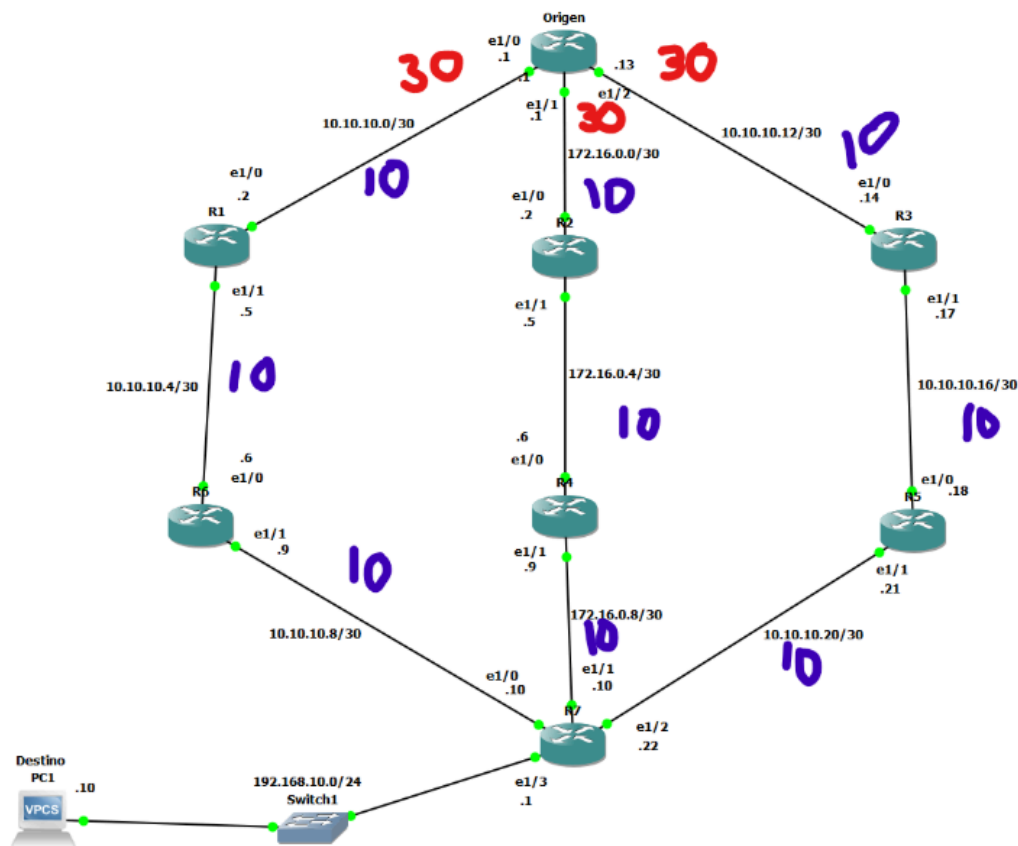 Origen
e1/0
.1
30
.1
.13
30
e1/2
e1/1
.1
30
10.10.10.0/30
10.10.10.12/30
10
172.16.0.0/30
e1/0
.2
10
e1/0
.2
10
e1/0
.14
R1
R2
R3
e1/1
.5
e1/1
.5
e1/1
.17
10.10.10.4/30
10
172.16.0.4/30
10.10.10.16/30
10
10
.6
e1/0
.6
e1/0
e1/0
.18
R6
R4
R5
e1/1
.9
e1/1
.9
e1/1
.21
10
10.10.10.8/30
172.16.0.8/30
10
10.10.10.20/30
10
e1/0
.10
e1/1
.10
R7
e1/2
.22
Destino
PC1
.10
VPCS
192.168.10.0/24
Switch1
e1/3
.1